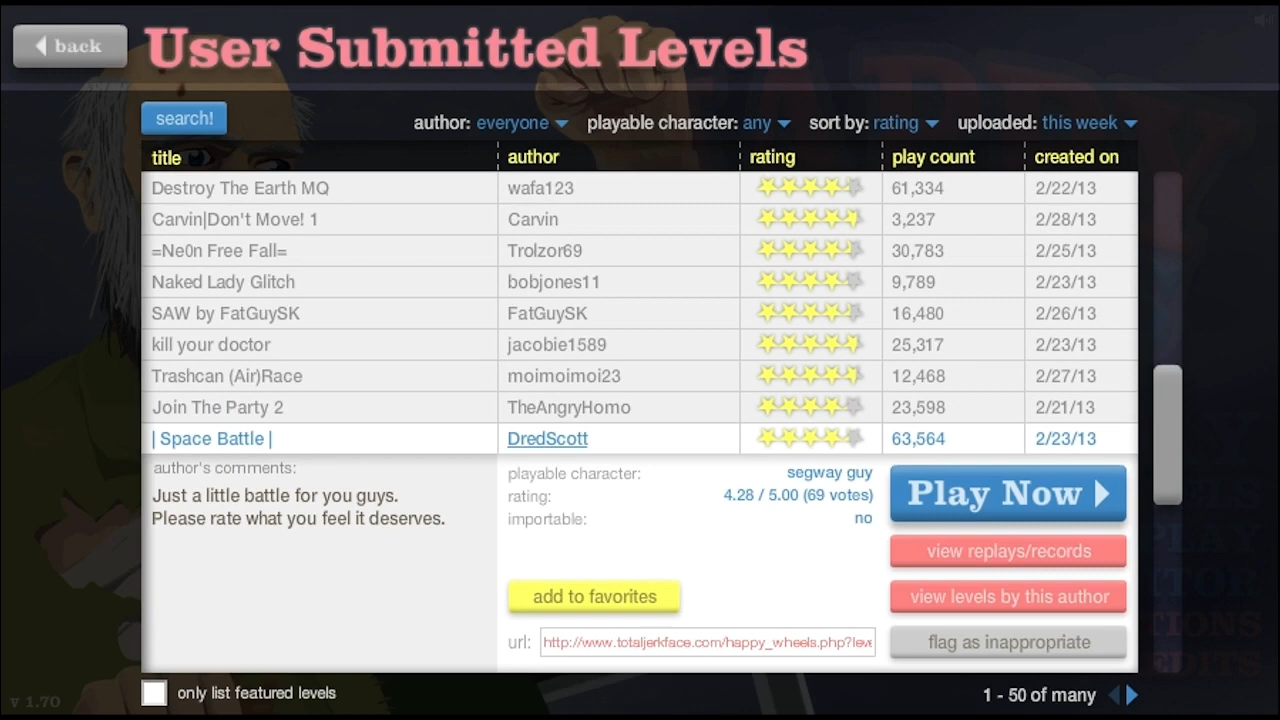 back
User Submitted Levels
search!
author: everyone playable character: any sort by: rating uploaded: this week
title author rating play count created on
Destroy The Earth MQ wafa123 61,334 2/22/13
Carvin|Don't Move! 1 Carvin 3,237 2/28/13
=Ne0n Free Fall= Trolzor69 30,783 2/25/13
Naked Lady Glitch bobjones11 9,789 2/23/13
SAW by FatGuySK FatGuySK 16,480 2/26/13
kill your doctor jacobie1589 25,317 2/23/13
Trashcan (Air)Race moimoimoi23 12,468 2/27/13
Join The Party 2 TheAngryHomo 23,598 2/21/13
| Space Battle | DredScott 63,564 2/23/13
author's comments:
Just a little battle for you guys.
Please rate what you feel it deserves.
playable character: segway guy
rating: 4.28 / 5.00 (69 votes)
importable: no
add to favorites
url: http://www.totaljerkface.com/happy_wheels.php?leve
Play Now
view replays/records
view levels by this author
flag as inappropriate
only list featured levels
1 - 50 of many
v 1.70